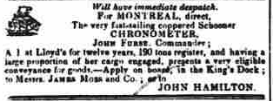 Will have immediate despatch.
For MONTREAL, direct,
The very fast-sailing coppered Schooner
CHRONOMETER,
JOHN FURSE, Commander;
A 1 at Lloyd's for twelve years, 190 tons register, and having a
large proportion of her cargo engaged, presents a very eligible
conveyance for goods.—Apply on board, in the King's Dock;
to Messrs. JAMES MOSS and Co.; or to
JOHN HAMILTON.